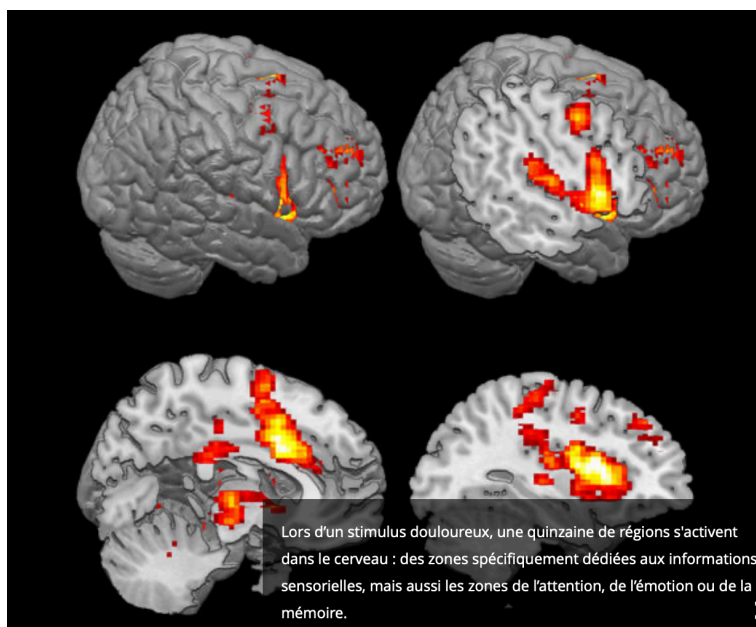 Lors d’un stimulus douloureux, une quinzaine de régions s'activent
dans le cerveau : des zones spécifiquement dédiées aux informations
sensorielles, mais aussi les zones de l’attention, de l’émotion ou de la
mémoire.